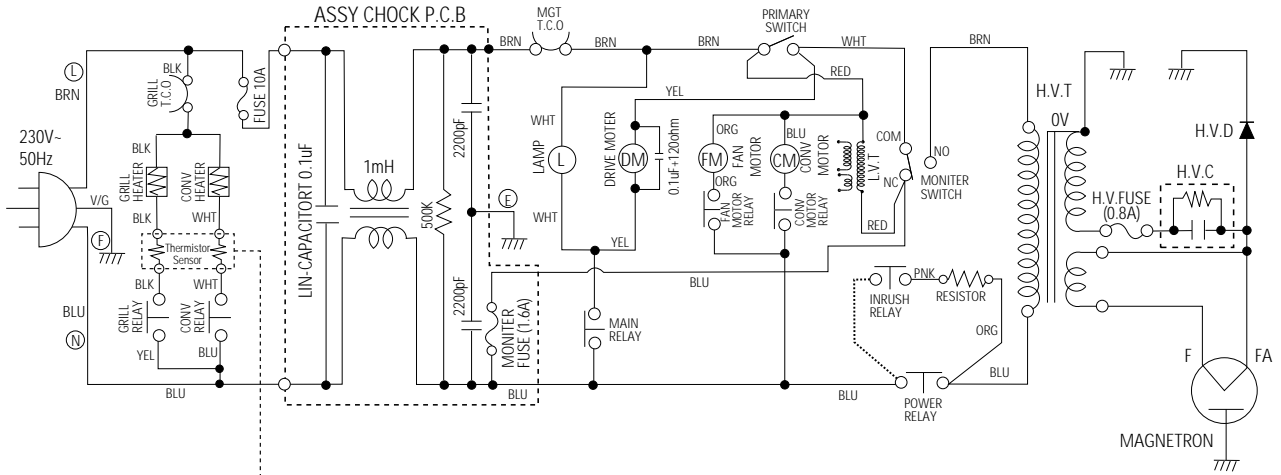 ASSY CHOCK P.C.B
MGT
T.C.O
PRIMARY
SWITCH
BRN
BRN
BRN
WHT
BRN
L
BRN
BLK
GRILL
T.C.O
FUSE 10A
RED
YEL
H.V.T
0V
H.V.D
230V~
50Hz
BLK
GRILL
HEATER
CONV
HEATER
V/G
F
BLK
WHT
Thermistor
Sensor
BLK
WHT
LIN-CAPACITORT 0.1uF
1mH
500K
2200pF
E
2200pF
WHT
LAMP
L
WHT
DRIVE MOTER
DM
0.1uF+120ohm
YEL
ORG
FM
FAN
MOTOR
ORG
FAN
MOTOR RELAY
BLU
CM
CONV
MOTOR
CONV
MOTOR RELAY
L.V.T
COM
NC
NO
MONITER
SWITCH
RED
H.V.C
H.V.FUSE
(0.8A)
BLU
BLU
N
GRILL
RELAY
CONV
RELAY
YEL
BLU
BLU
MONITER
FUSE (1.6A)
BLU
MAIN
RELAY
PNK
INRUSH
RELAY
RESISTOR
ORG
BLU
BLU
POWER
RELAY
F
FA
MAGNETRON